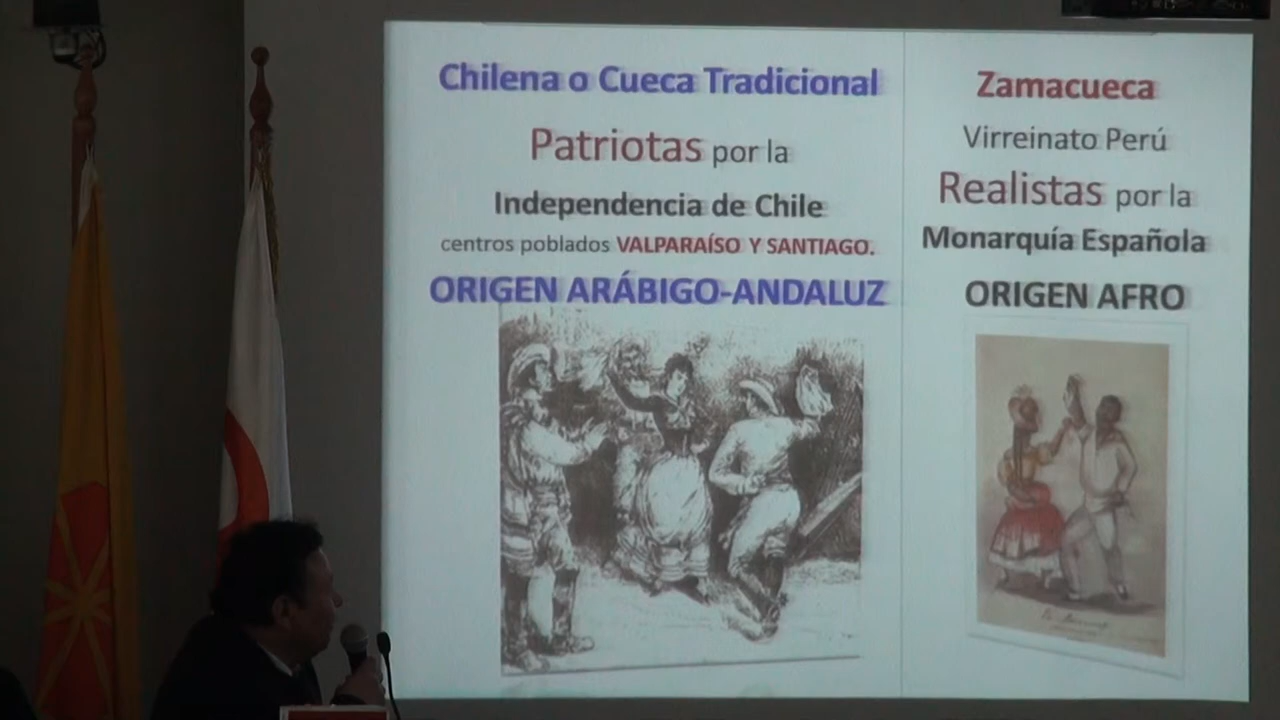 Chilena o Cueca Tradicional
Patriotas por la
Independencia de Chile
centros poblados VALPARAÍSO Y SANTIAGO.
ORIGEN ARÁBIGO-ANDALUZ
Zamacueca
Virreinato Perú
Realistas por la
Monarquía Española
ORIGEN AFRO